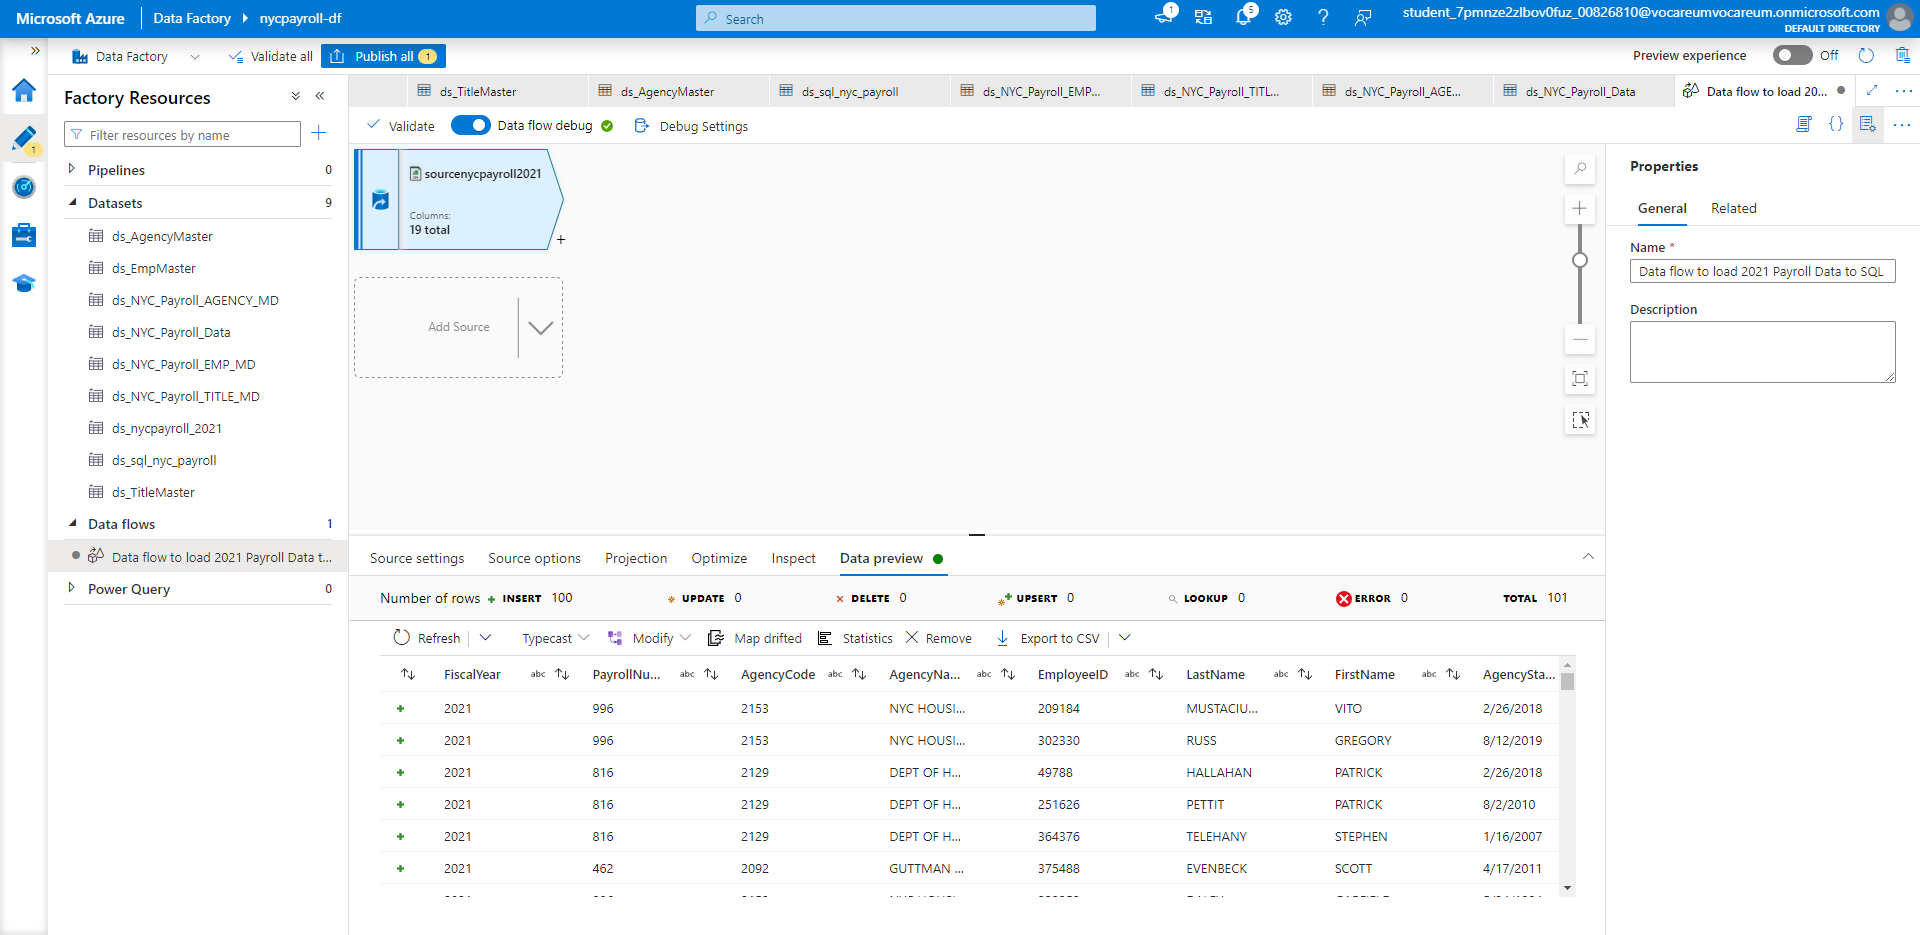 Microsoft Azure Data Factory nycpayroll-df Search 1 5 student_7pmnze2zlbov0fuz_00826810@vocareumvocareum.onmicrosoft.com
DEFAULT DIRECTORY
Data Factory Validate all Publish all 1 Preview experience Off
Factory Resources
ds_TitleMaster ds_AgencyMaster ds_sql_nyc_payroll ds_NYC_Payroll_EMP... ds_NYC_Payroll_TITL... ds_NYC_Payroll_AGE... ds_NYC_Payroll_Data Data flow to load 20...
Filter resources by name
1
Pipelines 0
Datasets 9
ds_AgencyMaster
ds_EmpMaster
ds_NYC_Payroll_AGENCY_MD
ds_NYC_Payroll_Data
ds_NYC_Payroll_EMP_MD
ds_NYC_Payroll_TITLE_MD
ds_nycpayroll_2021
ds_sql_nyc_payroll
ds_TitleMaster
Data flows 1
Data flow to load 2021 Payroll Data t...
Power Query 0
Validate Data flow debug Debug Settings
sourcenycpayroll2021
Columns:
19 total
+
Add Source
Properties
General Related
Name *
Data flow to load 2021 Payroll Data to SQL
Description
Source settings Source options Projection Optimize Inspect Data preview
Number of rows INSERT 100 UPDATE 0 DELETE 0 UPSERT 0 LOOKUP 0 ERROR 0 TOTAL 101
Refresh Typecast Modify Map drifted Statistics Remove Export to CSV
FiscalYear abc PayrollNu... abc AgencyCode abc AgencyNa... abc EmployeeID abc LastName abc FirstName abc AgencySta...
2021 996 2153 NYC HOUSI... 209184 MUSTACIU... VITO 2/26/2018
2021 996 2153 NYC HOUSI... 302330 RUSS GREGORY 8/12/2019
2021 816 2129 DEPT OF H... 49788 HALLAHAN PATRICK 2/26/2018
2021 816 2129 DEPT OF H... 251626 PETTIT PATRICK 8/2/2010
2021 816 2129 DEPT OF H... 364376 TELEHANY STEPHEN 1/16/2007
2021 462 2092 GUTTMAN ... 375488 EVENBECK SCOTT 4/17/2011